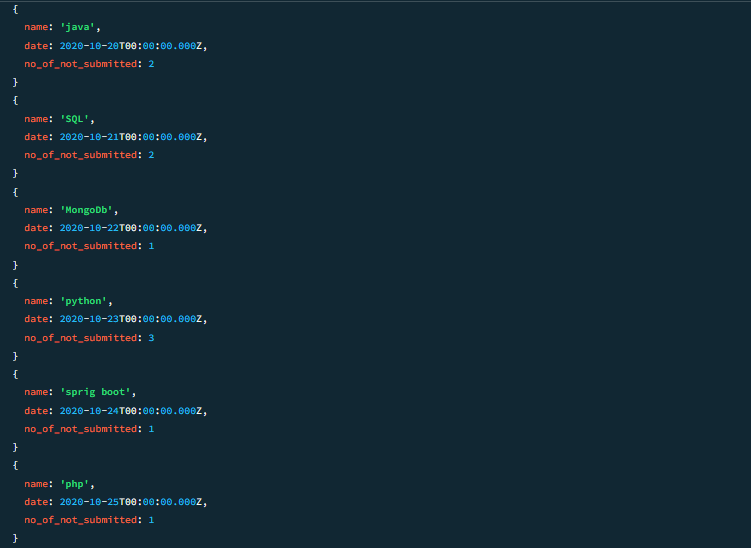 {
name: 'java',
date: 2020-10-20T00:00:00.000Z,
no_of_not_submitted: 2
}
{
name: 'SQL',
date: 2020-10-21T00:00:00.000Z,
no_of_not_submitted: 2
}
{
name: 'MongoDb',
date: 2020-10-22T00:00:00.000Z,
no_of_not_submitted: 1
}
{
name: 'python',
date: 2020-10-23T00:00:00.000Z,
no_of_not_submitted: 3
}
{
name: 'sprig boot',
date: 2020-10-24T00:00:00.000Z,
no_of_not_submitted: 1
}
{
name: 'php',
date: 2020-10-25T00:00:00.000Z,
no_of_not_submitted: 1
}